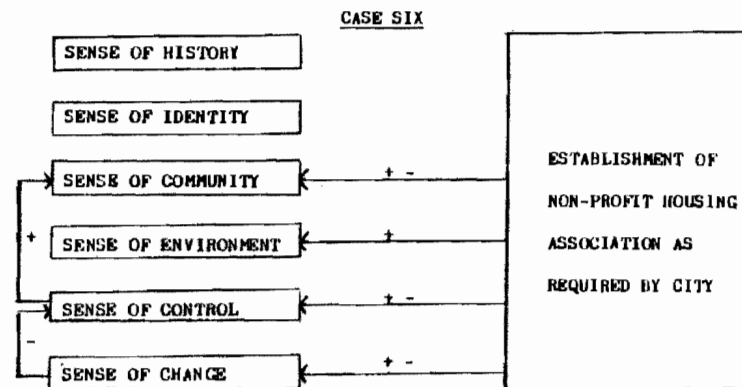 CASE SIX
SENSE OF HISTORY
SENSE OF IDENTITY
SENSE OF COMMUNITY
+ -
ESTABLISHMENT OF
NON-PROFIT HOUSING
+
SENSE OF ENVIRONMENT
+
ASSOCIATION AS
REQUIRED BY CITY
SENSE OF CONTROL
+ -
-
SENSE OF CHANGE
+ -